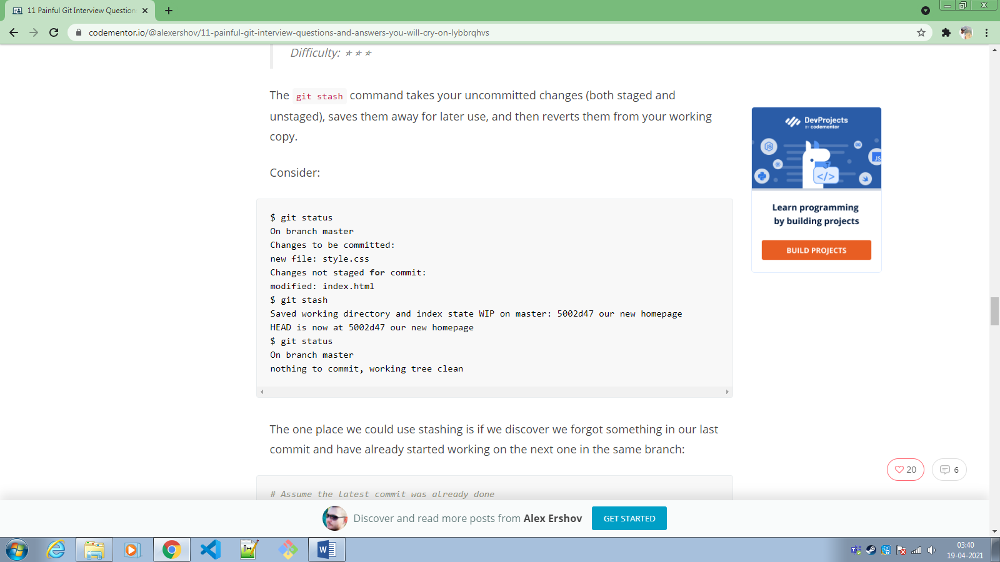 11 Painful Git Interview Question
codementor.io/@alexershov/11-painful-git-interview-questions-and-answers-you-will-cry-on-lybbrqhvs
Difficulty: ⭑ ⭑ ⭑
The git stash command takes your uncommitted changes (both staged and
unstaged), saves them away for later use, and then reverts them from your working
copy.
Consider:
$ git status
On branch master
Changes to be committed:
new file: style.css
Changes not staged for commit:
modified: index.html
$ git stash
Saved working directory and index state WIP on master: 5002d47 our new homepage
HEAD is now at 5002d47 our new homepage
$ git status
On branch master
nothing to commit, working tree clean
The one place we could use stashing is if we discover we forgot something in our last
commit and have already started working on the next one in the same branch:
# Assume the latest commit was already done
DevProjects
BY codementor
JS
</>
Learn programming
by building projects
BUILD PROJECTS
20
6
Discover and read more posts from Alex Ershov
GET STARTED
03:40
19-04-2021